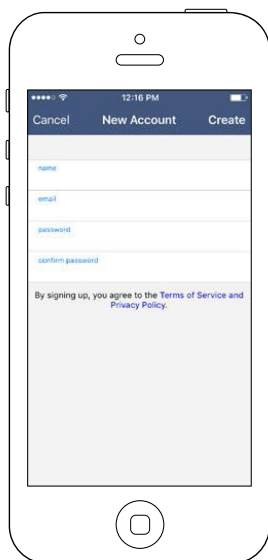 12:16 PM
Cancel New Account Create
name
email
password
confirm password
By signing up, you agree to the Terms of Service and
Privacy Policy.